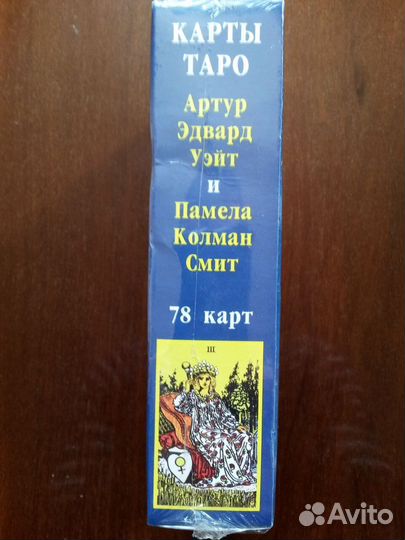 КАРТЫ
ТАРО
Артур
Эдвард
Уэйт
и
Памела
Колман
Смит
78 карт
III
Avito